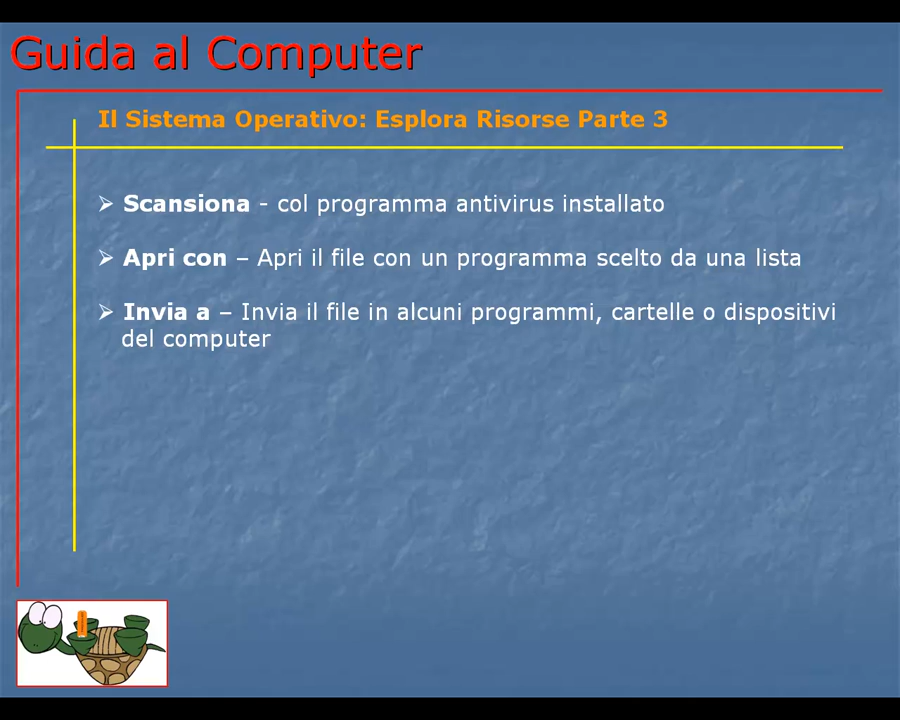 Guida al Computer
Il Sistema Operativo: Esplora Risorse Parte 3
➢ Scansiona - col programma antivirus installato
➢ Apri con – Apri il file con un programma scelto da una lista
➢ Invia a – Invia il file in alcuni programmi, cartelle o dispositivi
del computer